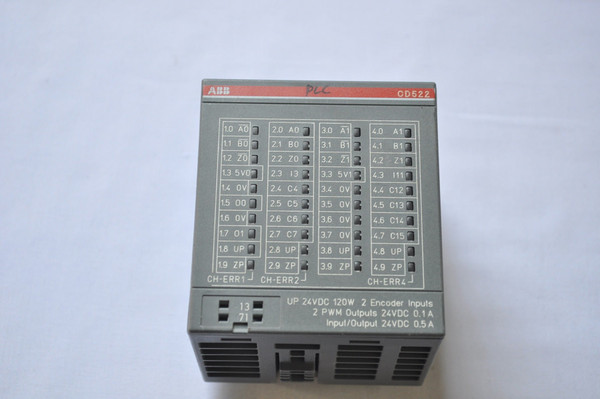 ABB PLC CD522
1.0 A0 2.0 A0 3.0 A1 4.0 A1
1.1 B0 2.1 B0 3.1 B1 4.1 B1
1.2 Z0 2.2 Z0 3.2 Z1 4.2 Z1
1.3 5V0 2.3 I3 3.3 5V1 4.3 I11
1.4 0V 2.4 C4 3.4 0V 4.4 C12
1.5 O0 2.5 C5 3.5 0V 4.5 C13
1.6 0V 2.6 C6 3.6 0V 4.6 C14
1.7 O1 2.7 C7 3.7 0V 4.7 C15
1.8 UP 2.8 UP 3.8 UP 4.8 UP
1.9 ZP 2.9 ZP 3.9 ZP 4.9 ZP
CH-ERR1 CH-ERR2 CH-ERR4
UP 24VDC 120W 2 Encoder Inputs
13 2 PWM Outputs 24VDC 0.1A
71 Input/Output 24VDC 0.5A